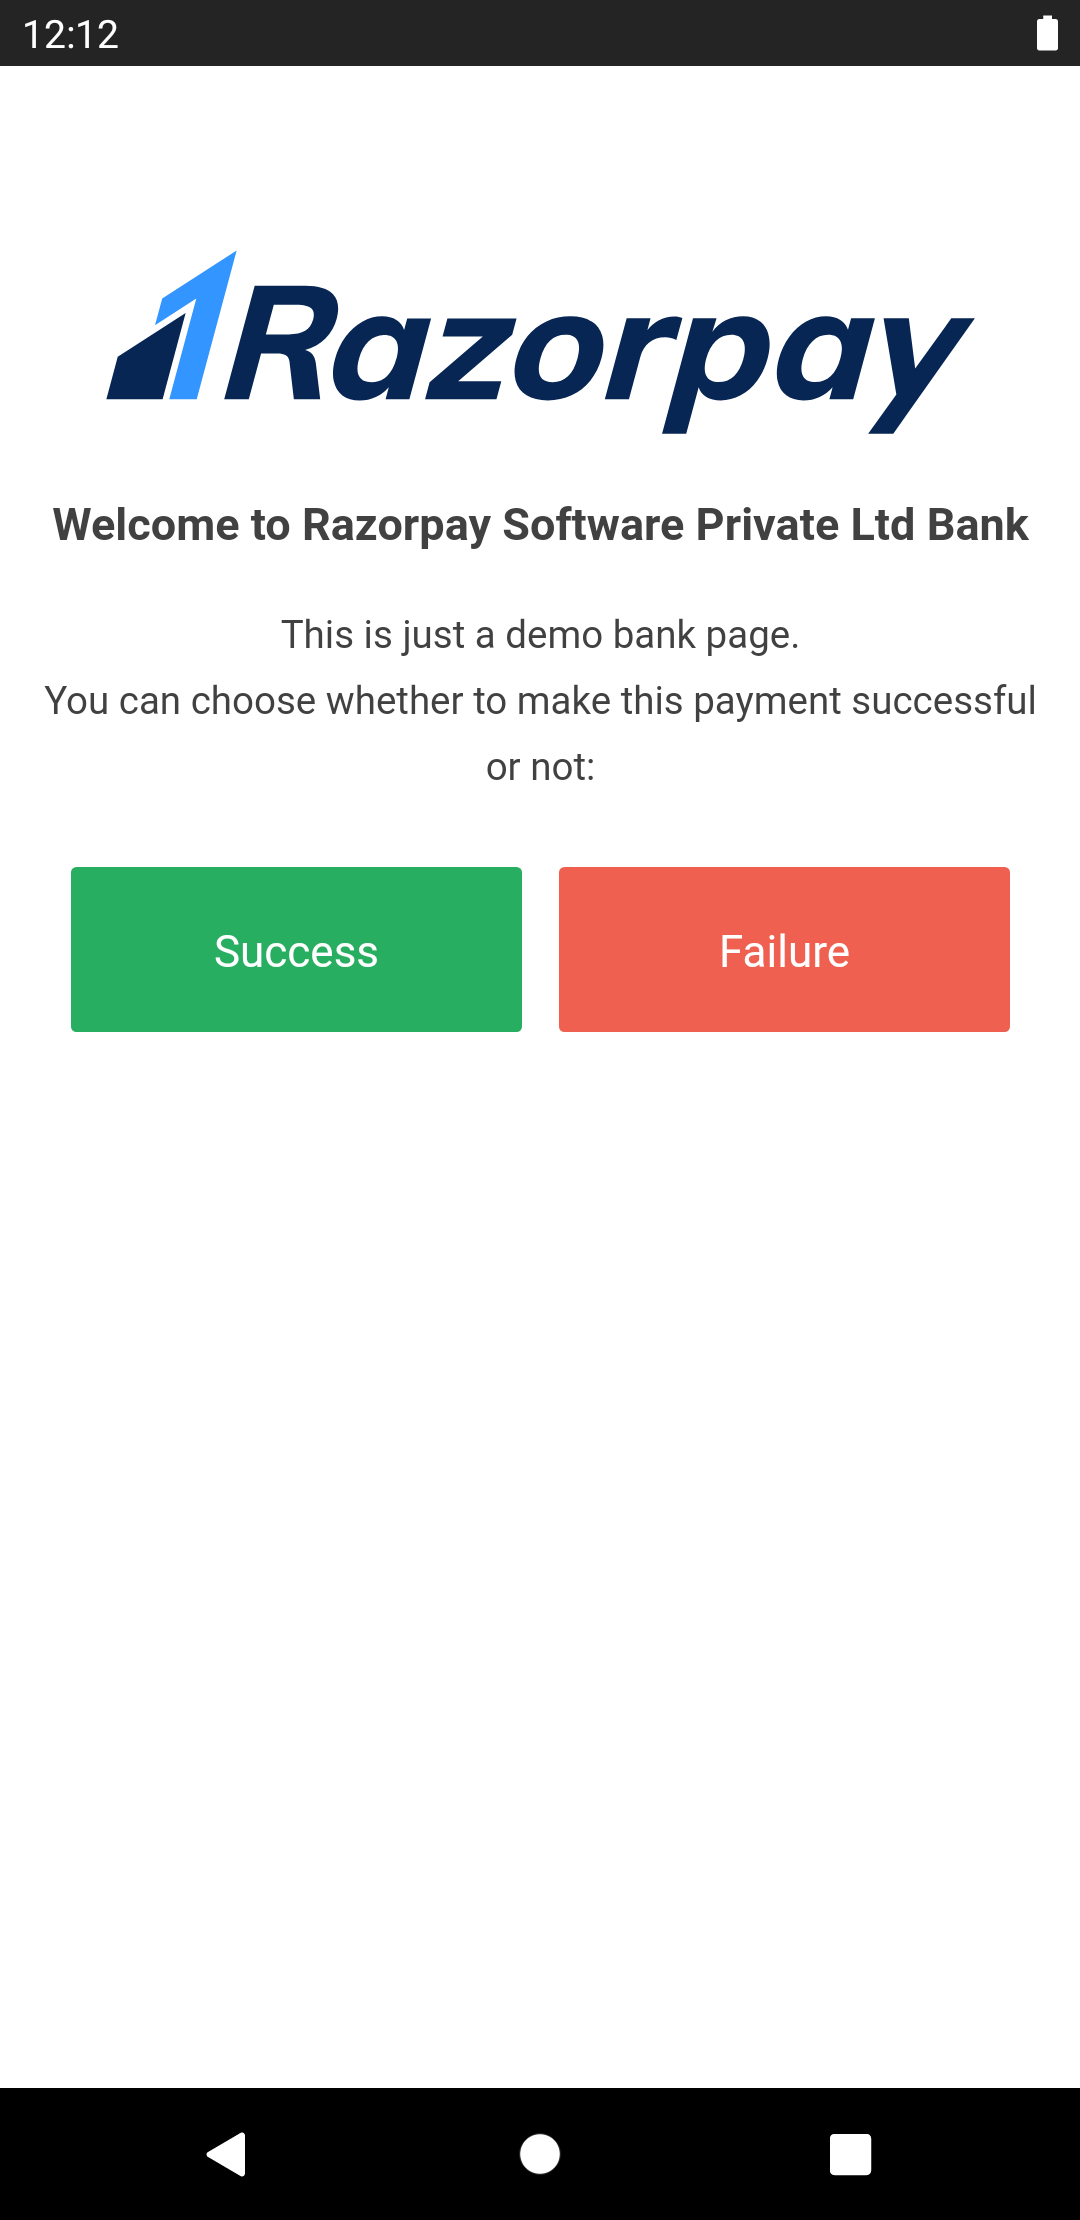 12:12
Razorpay
Welcome to Razorpay Software Private Ltd Bank
This is just a demo bank page.
You can choose whether to make this payment successful
or not:
Success
Failure